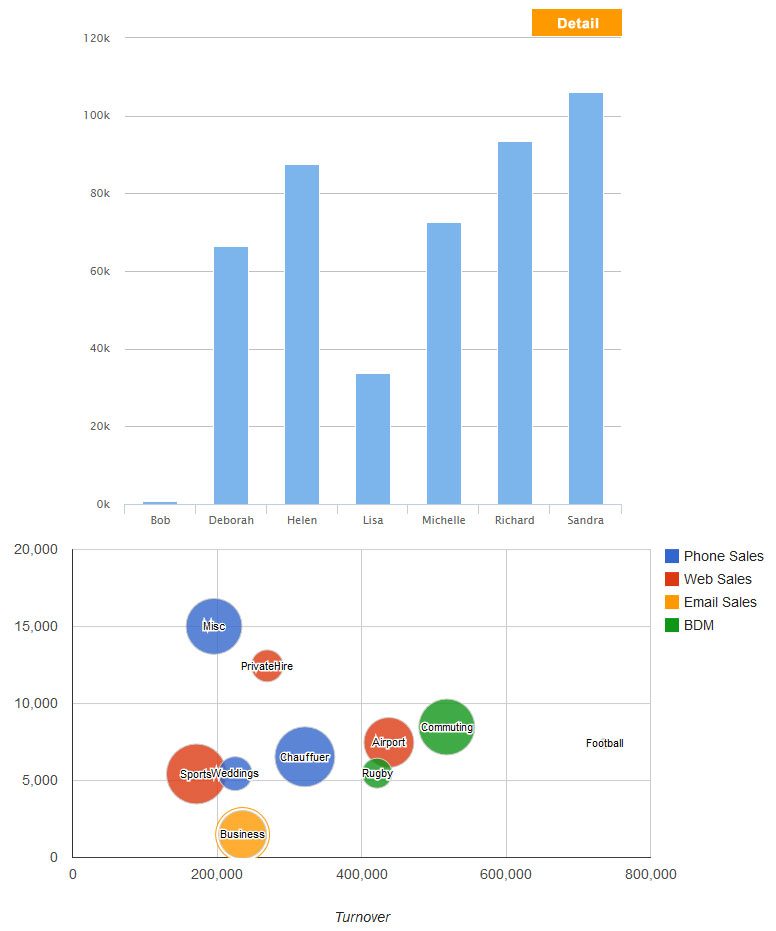 Detail
120k
100k
80k
60k
40k
20k
0k
Bob Deborah Helen Lisa Michelle Richard Sandra
20,000
15,000
10,000
5,000
0
Phone Sales
Web Sales
Email Sales
BDM
Misc
PrivateHire
Commuting
Airport
Football
Chauffuer
Sports
Weddings
Rugby
Business
0 200,000 400,000 600,000 800,000
Turnover